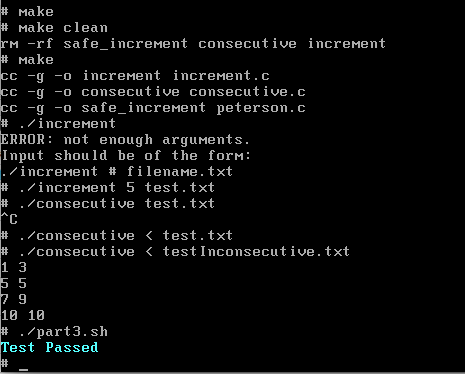 # make
# make clean
rm -rf safe_increment consecutive increment
# make
cc -g -o increment increment.c
cc -g -o consecutive consecutive.c
cc -g -o safe_increment peterson.c
# ./increment
ERROR: not enough arguments.
Input should be of the form:
./increment # filename.txt
# ./increment 5 test.txt
# ./consecutive test.txt
^C
# ./consecutive < test.txt
# ./consecutive < testInconsecutive.txt
1 3
5 5
7 9
10 10
# ./part3.sh
Test Passed
# _